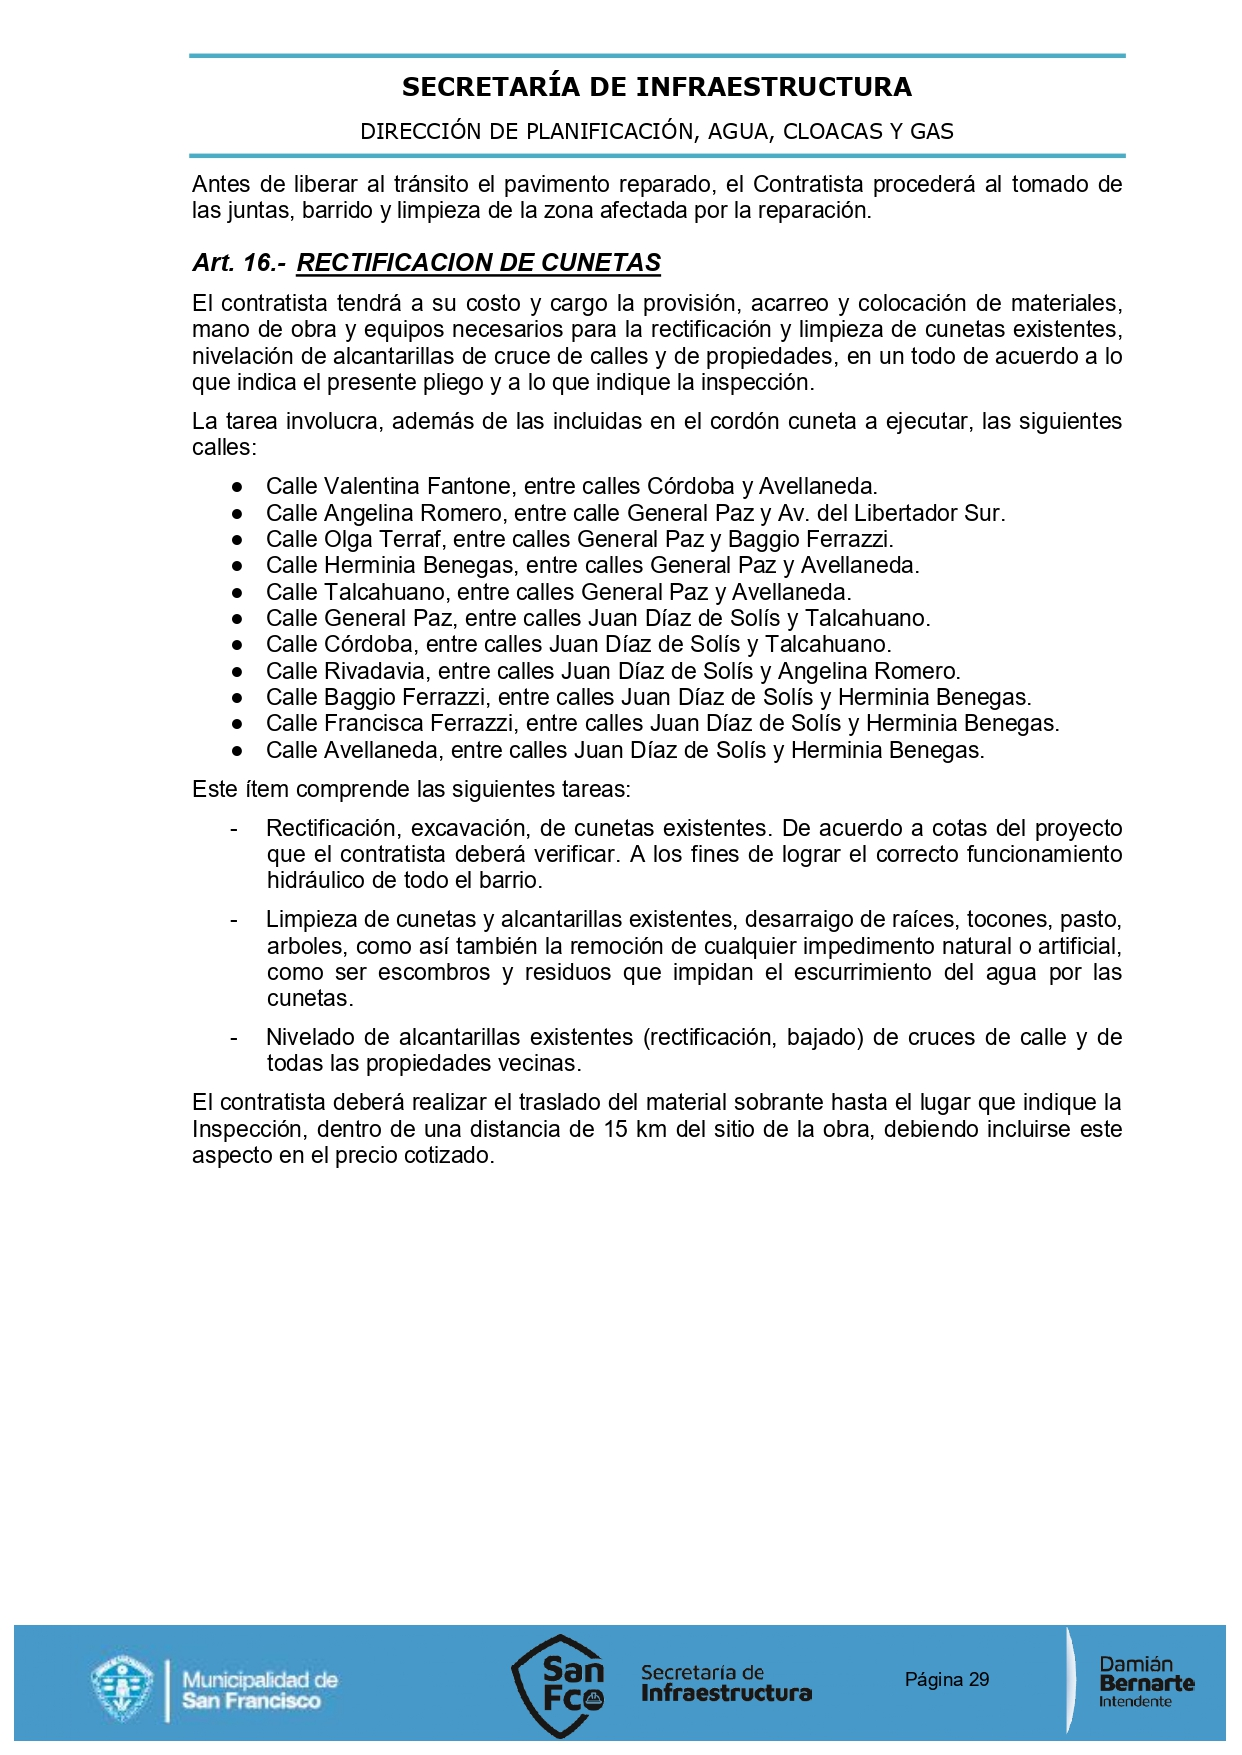 SECRETARÍA DE INFRAESTRUCTURA
DIRECCIÓN DE PLANIFICACIÓN, AGUA, CLOACAS Y GAS
Antes de liberar al tránsito el pavimento reparado, el Contratista procederá al tomado de
las juntas, barrido y limpieza de la zona afectada por la reparación.
Art. 16.- RECTIFICACION DE CUNETAS
El contratista tendrá a su costo y cargo la provisión, acarreo y colocación de materiales,
mano de obra y equipos necesarios para la rectificación y limpieza de cunetas existentes,
nivelación de alcantarillas de cruce de calles y de propiedades, en un todo de acuerdo a lo
que indica el presente pliego y a lo que indique la inspección.
La tarea involucra, además de las incluidas en el cordón cuneta a ejecutar, las siguientes
calles:
● Calle Valentina Fantone, entre calles Córdoba y Avellaneda.
● Calle Angelina Romero, entre calle General Paz y Av. del Libertador Sur.
● Calle Olga Terraf, entre calles General Paz y Baggio Ferrazzi.
● Calle Herminia Benegas, entre calles General Paz y Avellaneda.
● Calle Talcahuano, entre calles General Paz y Avellaneda.
● Calle General Paz, entre calles Juan Díaz de Solís y Talcahuano.
● Calle Córdoba, entre calles Juan Díaz de Solís y Talcahuano.
● Calle Rivadavia, entre calles Juan Díaz de Solís y Angelina Romero.
● Calle Baggio Ferrazzi, entre calles Juan Díaz de Solís y Herminia Benegas.
● Calle Francisca Ferrazzi, entre calles Juan Díaz de Solís y Herminia Benegas.
● Calle Avellaneda, entre calles Juan Díaz de Solís y Herminia Benegas.
Este ítem comprende las siguientes tareas:
- Rectificación, excavación, de cunetas existentes. De acuerdo a cotas del proyecto
que el contratista deberá verificar. A los fines de lograr el correcto funcionamiento
hidráulico de todo el barrio.
- Limpieza de cunetas y alcantarillas existentes, desarraigo de raíces, tocones, pasto,
arboles, como así también la remoción de cualquier impedimento natural o artificial,
como ser escombros y residuos que impidan el escurrimiento del agua por las
cunetas.
- Nivelado de alcantarillas existentes (rectificación, bajado) de cruces de calle y de
todas las propiedades vecinas.
El contratista deberá realizar el traslado del material sobrante hasta el lugar que indique la
Inspección, dentro de una distancia de 15 km del sitio de la obra, debiendo incluirse este
aspecto en el precio cotizado.
Municipalidad de
San Francisco
San
Fco
Secretaría de
Infraestructura
Página 29
Damián
Bernarte
Intendente